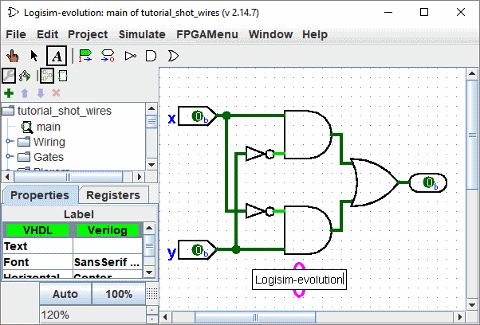 Logisim-evolution: main of tutorial_shot_wires (v 2.14.7)
File Edit Project Simulate FPGAMenu Window Help
A
tutorial_shot_wires
main
Wiring
Gates
Properties Registers
Label
VHDL Verilog
Text
Font SansSerif ...
Horizontal Center
Auto 100%
120%
x
0b
0b
y
0b
Logisim-evolution